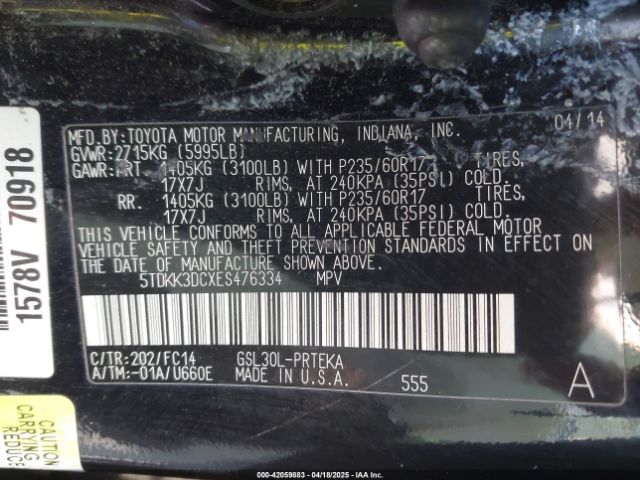 MFD.BY:TOYOTA MOTOR MANUFACTURING, INDIANA, INC. 04/14
GVWR:2715KG (5995LB)
GAWR:FRT. 1405KG (3100LB) WITH P235/60R17 TIRES,
17X7J RIMS, AT 240KPA (35PSI) COLD.
RR. 1405KG (3100LB) WITH P235/60R17 TIRES,
17X7J RIMS, AT 240KPA (35PSI) COLD.
THIS VEHICLE CONFORMS TO ALL APPLICABLE FEDERAL MOTOR
VEHICLE SAFETY AND THEFT PREVENTION STANDARDS IN EFFECT ON
THE DATE OF MANUFACTURE SHOWN ABOVE.
5TDKK3DCXES476334 MPV
C/TR:202/FC14 GSL30L-PRTEKA
A/TM:-01A/U660E MADE IN U.S.A. 555 A
1578V 70918
CAUTION
CARRYING
REDUCE
000-42059883 - 04/18/2025 - IAA Inc.